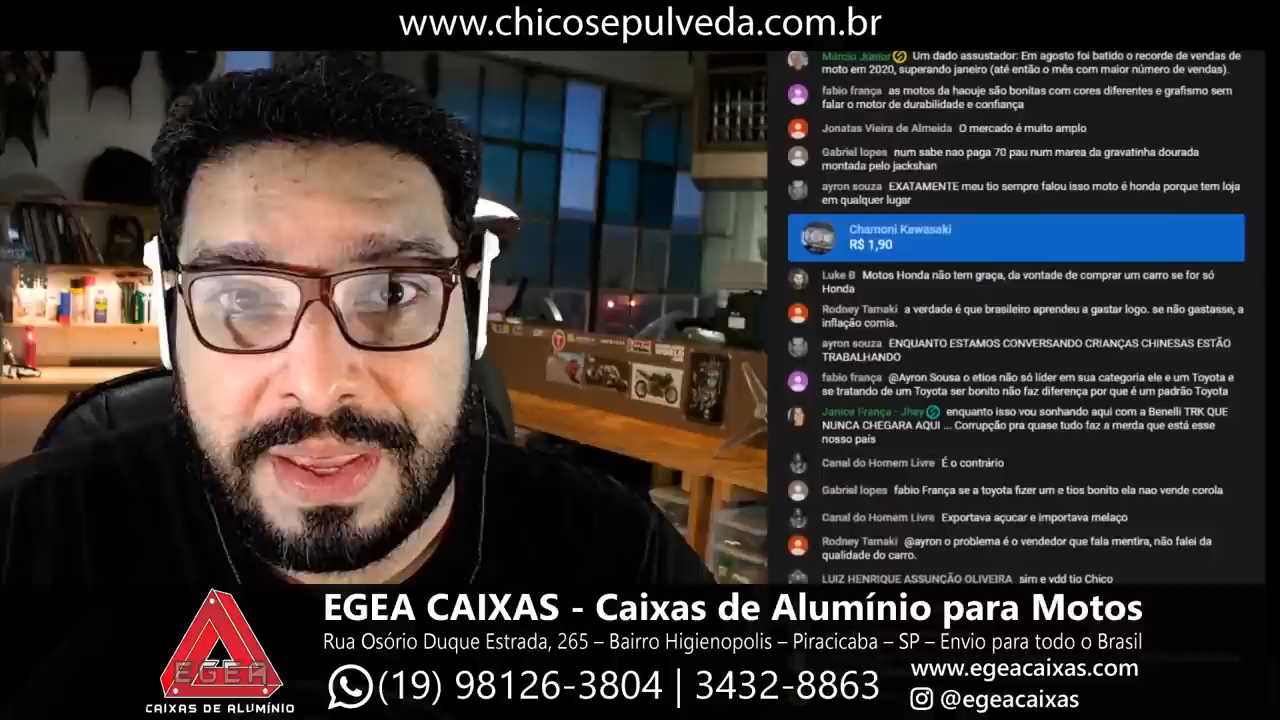 www.chicosepulveda.com.br
Márcio Júnior Um dado assustador: Em agosto foi batido o recorde de vendas de
moto em 2020, superando janeiro (até então o mês com maior número de vendas).
fabio frança as motos da haouje são bonitas com cores diferentes e grafismo sem
falar o motor de durabilidade e confiança
Jonatas Vieira de Almeida O mercado é muito amplo
Gabriel lopes num sabe nao paga 70 pau num marea da gravatinha dourada
montada pelo jackshan
ayron souza EXATAMENTE meu tio sempre falou isso moto é honda porque tem loja
em qualquer lugar
Chamoni Kawasaki
R$ 1,90
Luke B Motos Honda não tem graça, da vontade de comprar um carro se for só
Honda
Rodney Tamaki a verdade é que brasileiro aprendeu a gastar logo. se não gastasse, a
inflação comia.
ayron souza ENQUANTO ESTAMOS CONVERSANDO CRIANÇAS CHINESAS ESTÃO
TRABALHANDO
fabio frança @Ayron Sousa o etios não só líder em sua categoria ele e um Toyota e
se tratando de um Toyota ser bonito não faz diferença por que é um padrão Toyota
Janice França - Jhey enquanto isso vou sonhando aqui com a Benelli TRK QUE
NUNCA CHEGARA AQUI ... Corrupção pra quase tudo faz a merda que está esse
nosso país
Canal do Homem Livre É o contrário
Gabriel lopes fabio França se a toyota fizer um e tios bonito ela nao vende corola
Canal do Homem Livre Exportava açucar e importava melaço
Rodney Tamaki @ayron o problema é o vendedor que fala mentira, não falei da
qualidade do carro.
LUIZ HENRIQUE ASSUNÇÃO OLIVEIRA sim e vdd tio Chico
EGEA
CAIXAS DE ALUMÍNIO
EGEA CAIXAS - Caixas de Alumínio para Motos
Rua Osório Duque Estrada, 265 – Bairro Higienopolis – Piracicaba – SP – Envio para todo o Brasil
(19) 98126-3804 | 3432-8863
www.egeacaixas.com
@egeacaixas